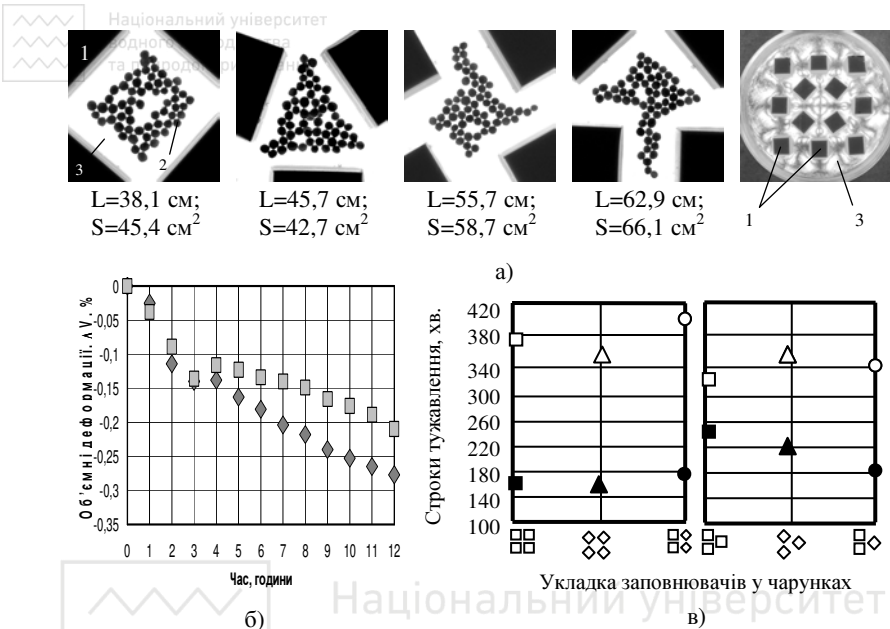 Національний університет
1
2
3
L=38,1 см;
S=45,4 см²
L=45,7 см;
S=42,7 см²
L=55,7 см;
S=58,7 см²
L=62,9 см;
S=66,1 см²
1
3
а)
Об'ємні деформації, ΔV, %
0
-0,05
-0,1
-0,15
-0,2
-0,25
-0,3
-0,35
0 1 2 3 4 5 6 7 8 9 10 11 12
Час, години
б)
Строки тужавлення, хв.
420
380
340
300
260
220
180
140
100
Укладка заповнювачів у чарунках
в)
Національний університет